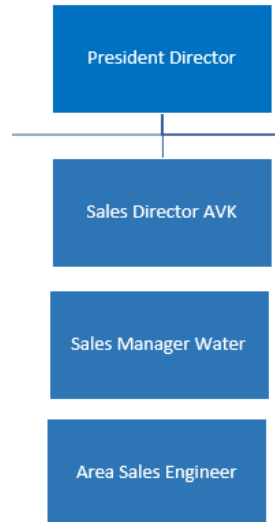 President Director
Sales Director AVK
Sales Manager Water
Area Sales Engineer